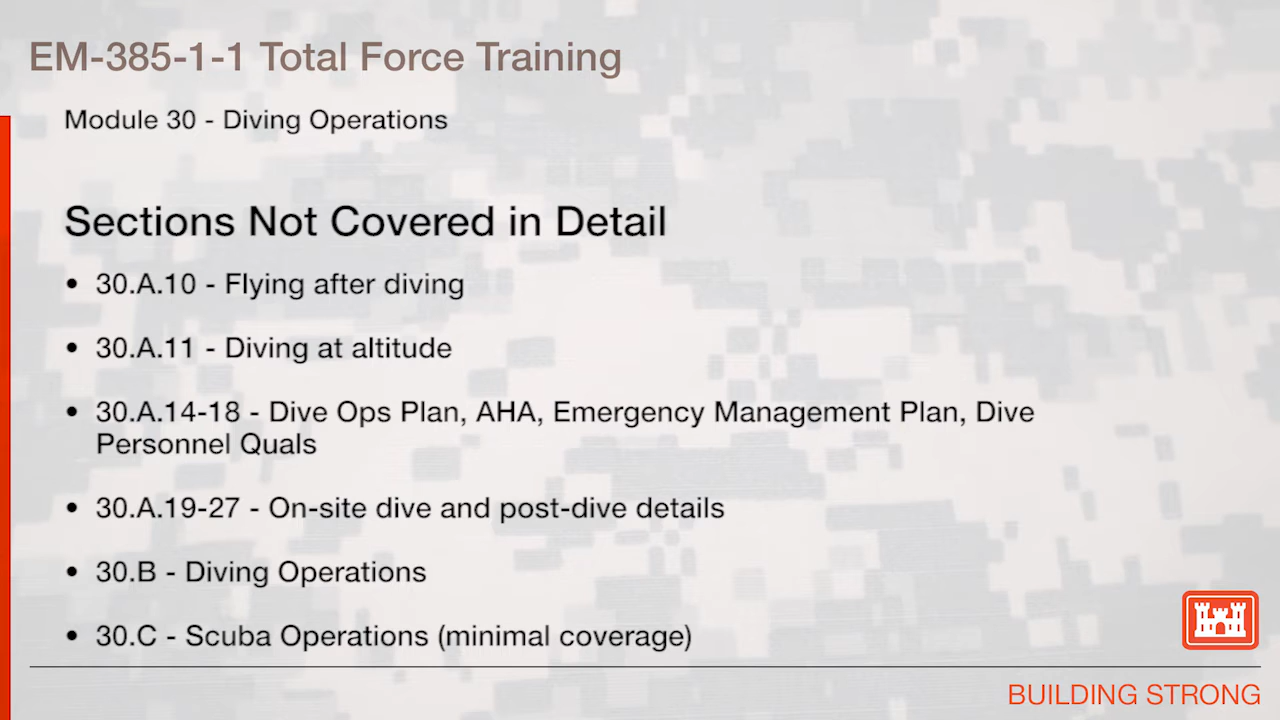 EM-385-1-1 Total Force Training
Module 30 - Diving Operations
Sections Not Covered in Detail
• 30.A.10 - Flying after diving
• 30.A.11 - Diving at altitude
• 30.A.14-18 - Dive Ops Plan, AHA, Emergency Management Plan, Dive
Personnel Quals
• 30.A.19-27 - On-site dive and post-dive details
• 30.B - Diving Operations
• 30.C - Scuba Operations (minimal coverage)
BUILDING STRONG